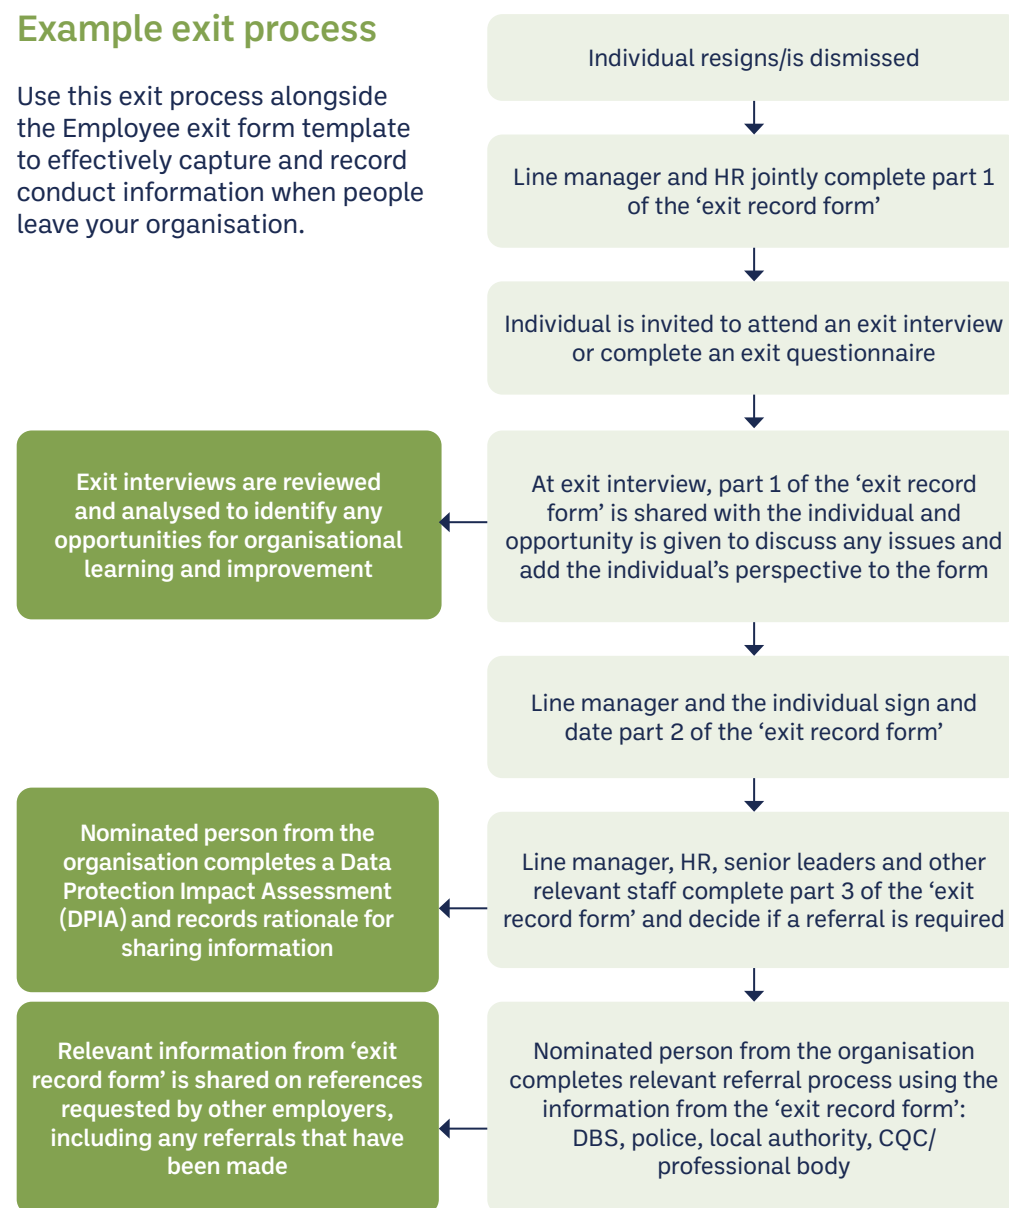 Example exit process
Use this exit process alongside
the Employee exit form template
to effectively capture and record
conduct information when people
leave your organisation.
Individual resigns/is dismissed
Line manager and HR jointly complete part 1
of the ‘exit record form’
Individual is invited to attend an exit interview
or complete an exit questionnaire
At exit interview, part 1 of the ‘exit record
form’ is shared with the individual and
opportunity is given to discuss any issues and
add the individual’s perspective to the form
Exit interviews are reviewed
and analysed to identify any
opportunities for organisational
learning and improvement
Line manager and the individual sign and
date part 2 of the ‘exit record form’
Line manager, HR, senior leaders and other
relevant staff complete part 3 of the ‘exit
record form’ and decide if a referral is required
Nominated person from the
organisation completes a Data
Protection Impact Assessment
(DPIA) and records rationale for
sharing information
Nominated person from the organisation
completes relevant referral process using the
information from the ‘exit record form’:
DBS, police, local authority, CQC/
professional body
Relevant information from ‘exit
record form’ is shared on references
requested by other employers,
including any referrals that have
been made